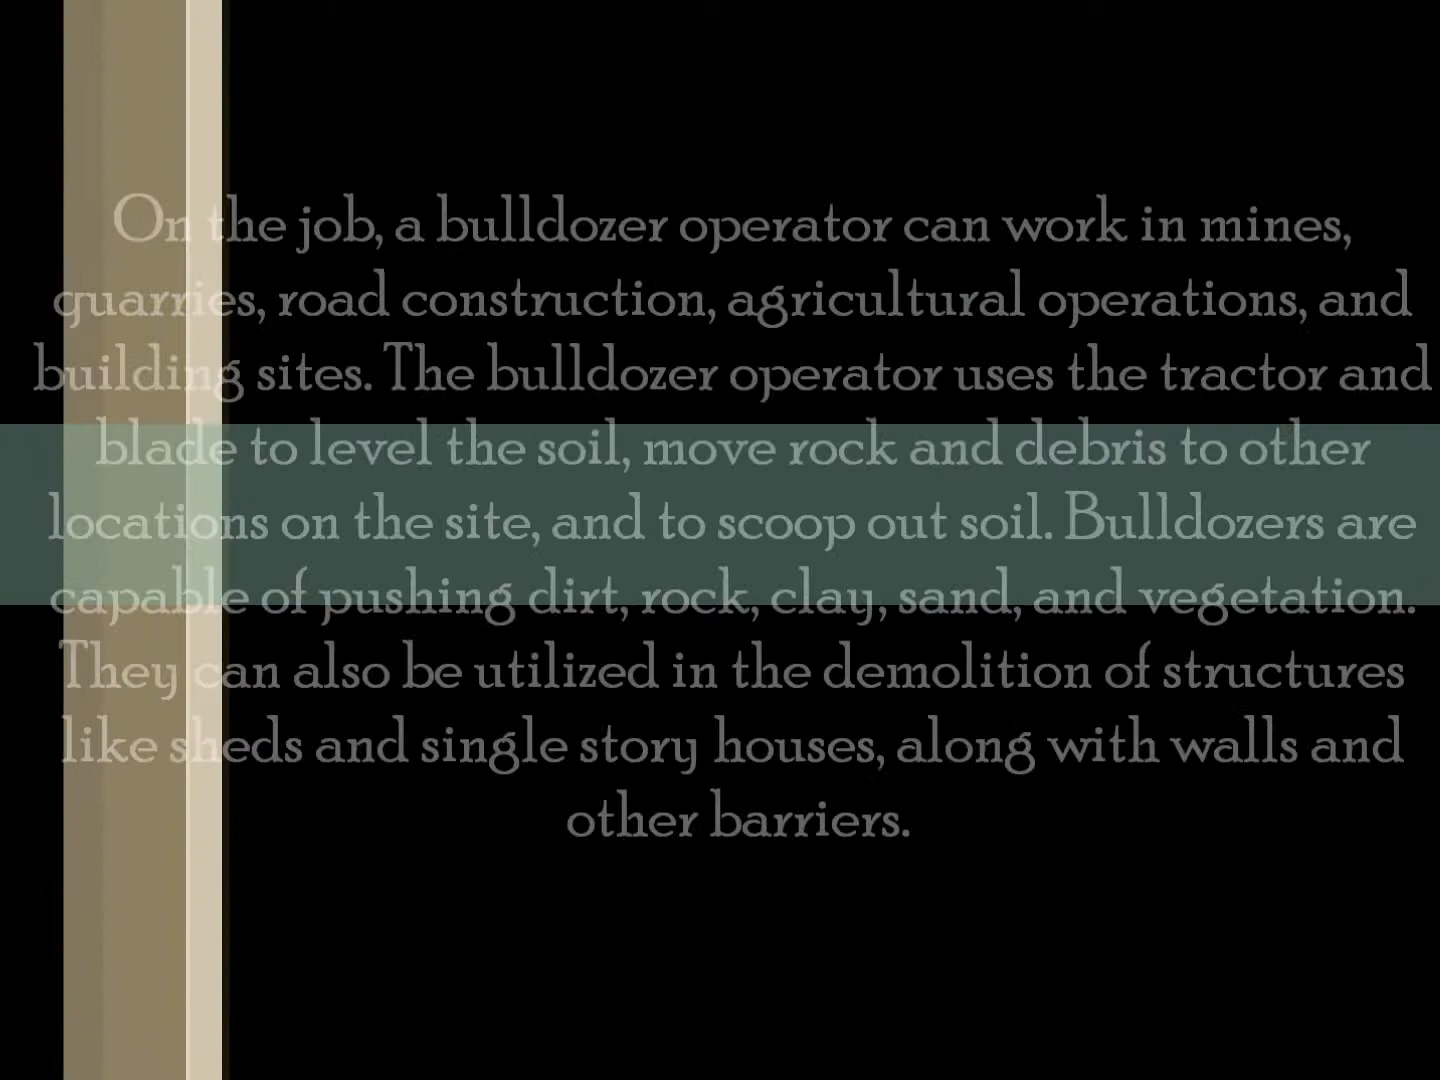 On the job, a bulldozer operator can work in mines,
quarries, road construction, agricultural operations, and
building sites. The bulldozer operator uses the tractor and
blade to level the soil, move rock and debris to other
locations on the site, and to scoop out soil. Bulldozers are
capable of pushing dirt, rock, clay, sand, and vegetation.
They can also be utilized in the demolition of structures
like sheds and single story houses, along with walls and
other barriers.